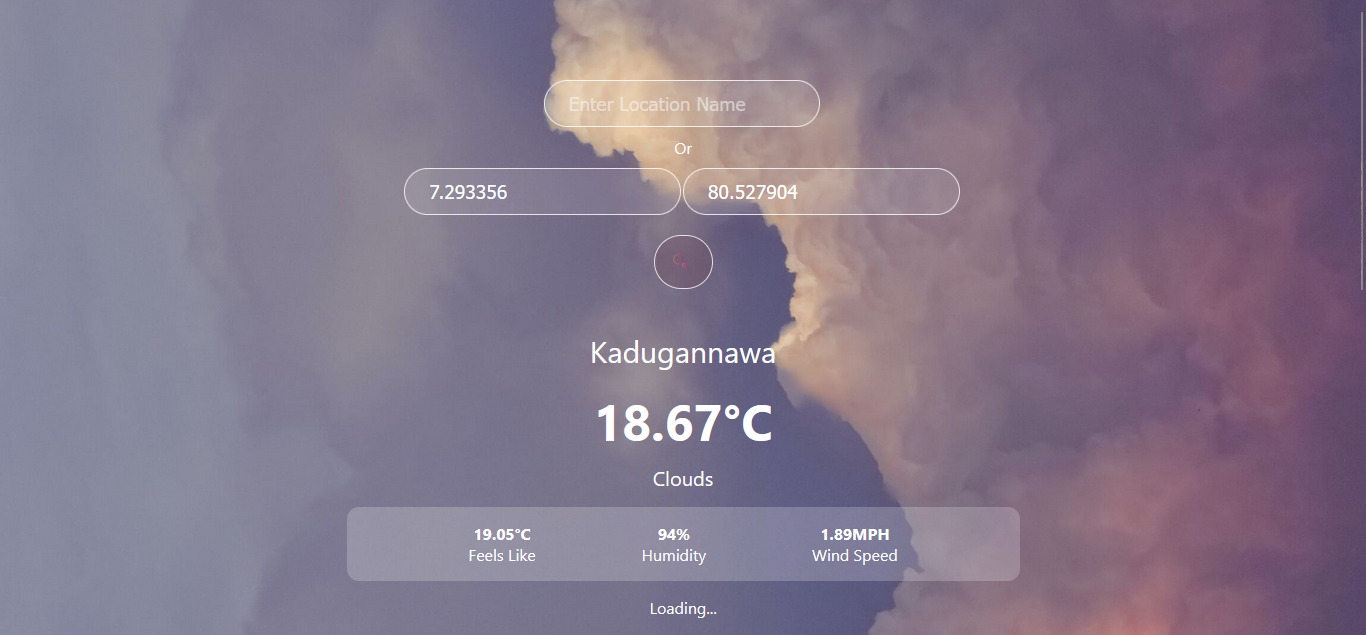 Enter Location Name
Or
7.293356 80.527904
Kadugannawa
18.67°C
Clouds
19.05°C 94% 1.89MPH
Feels Like Humidity Wind Speed
Loading...